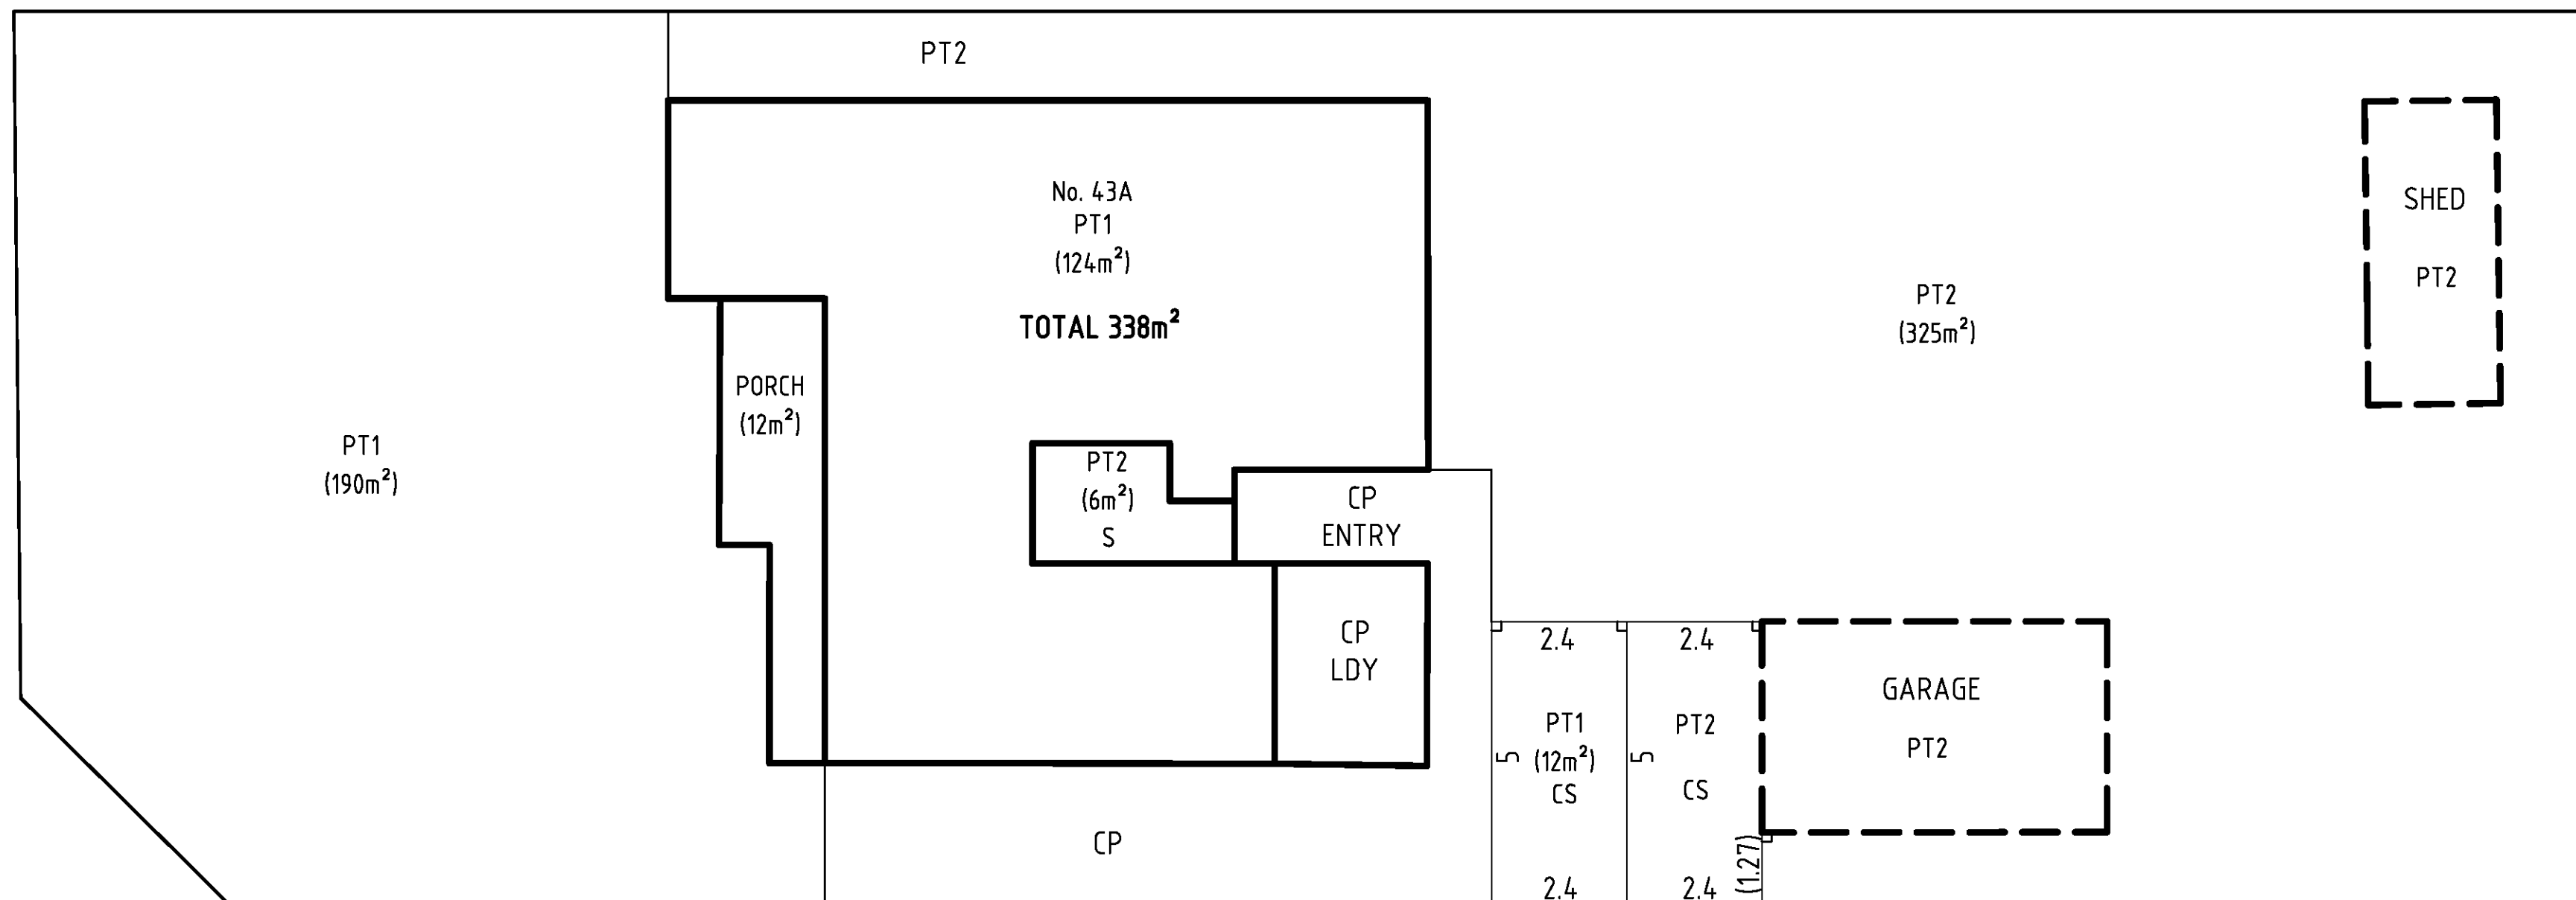 PT2
No. 43A
PT1
(124m²)
TOTAL 338m²
SHED
PT2
PT2
(325m²)
PORCH
(12m²)
PT1
(190m²)
PT2
(6m²)
S
CP
ENTRY
CP
LDY
2.4
2.4
GARAGE
PT2
PT1
(12m²)
CS
5
PT2
CS
5
CP
(1.27)
2.4
2.4